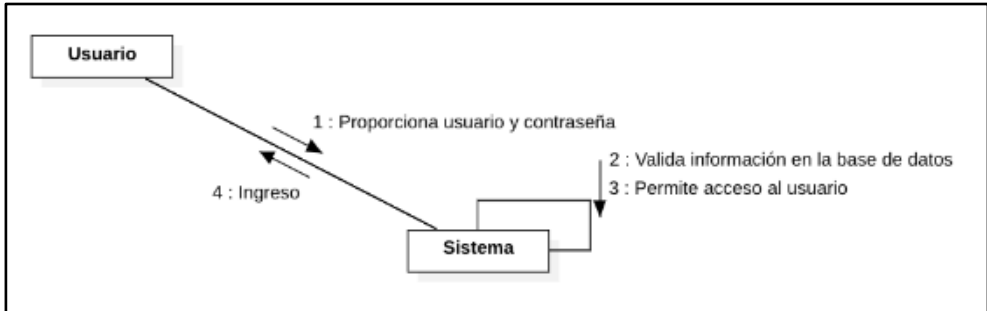 Usuario
1 : Proporciona usuario y contraseña
2 : Valida información en la base de datos
3 : Permite acceso al usuario
4 : Ingreso
Sistema